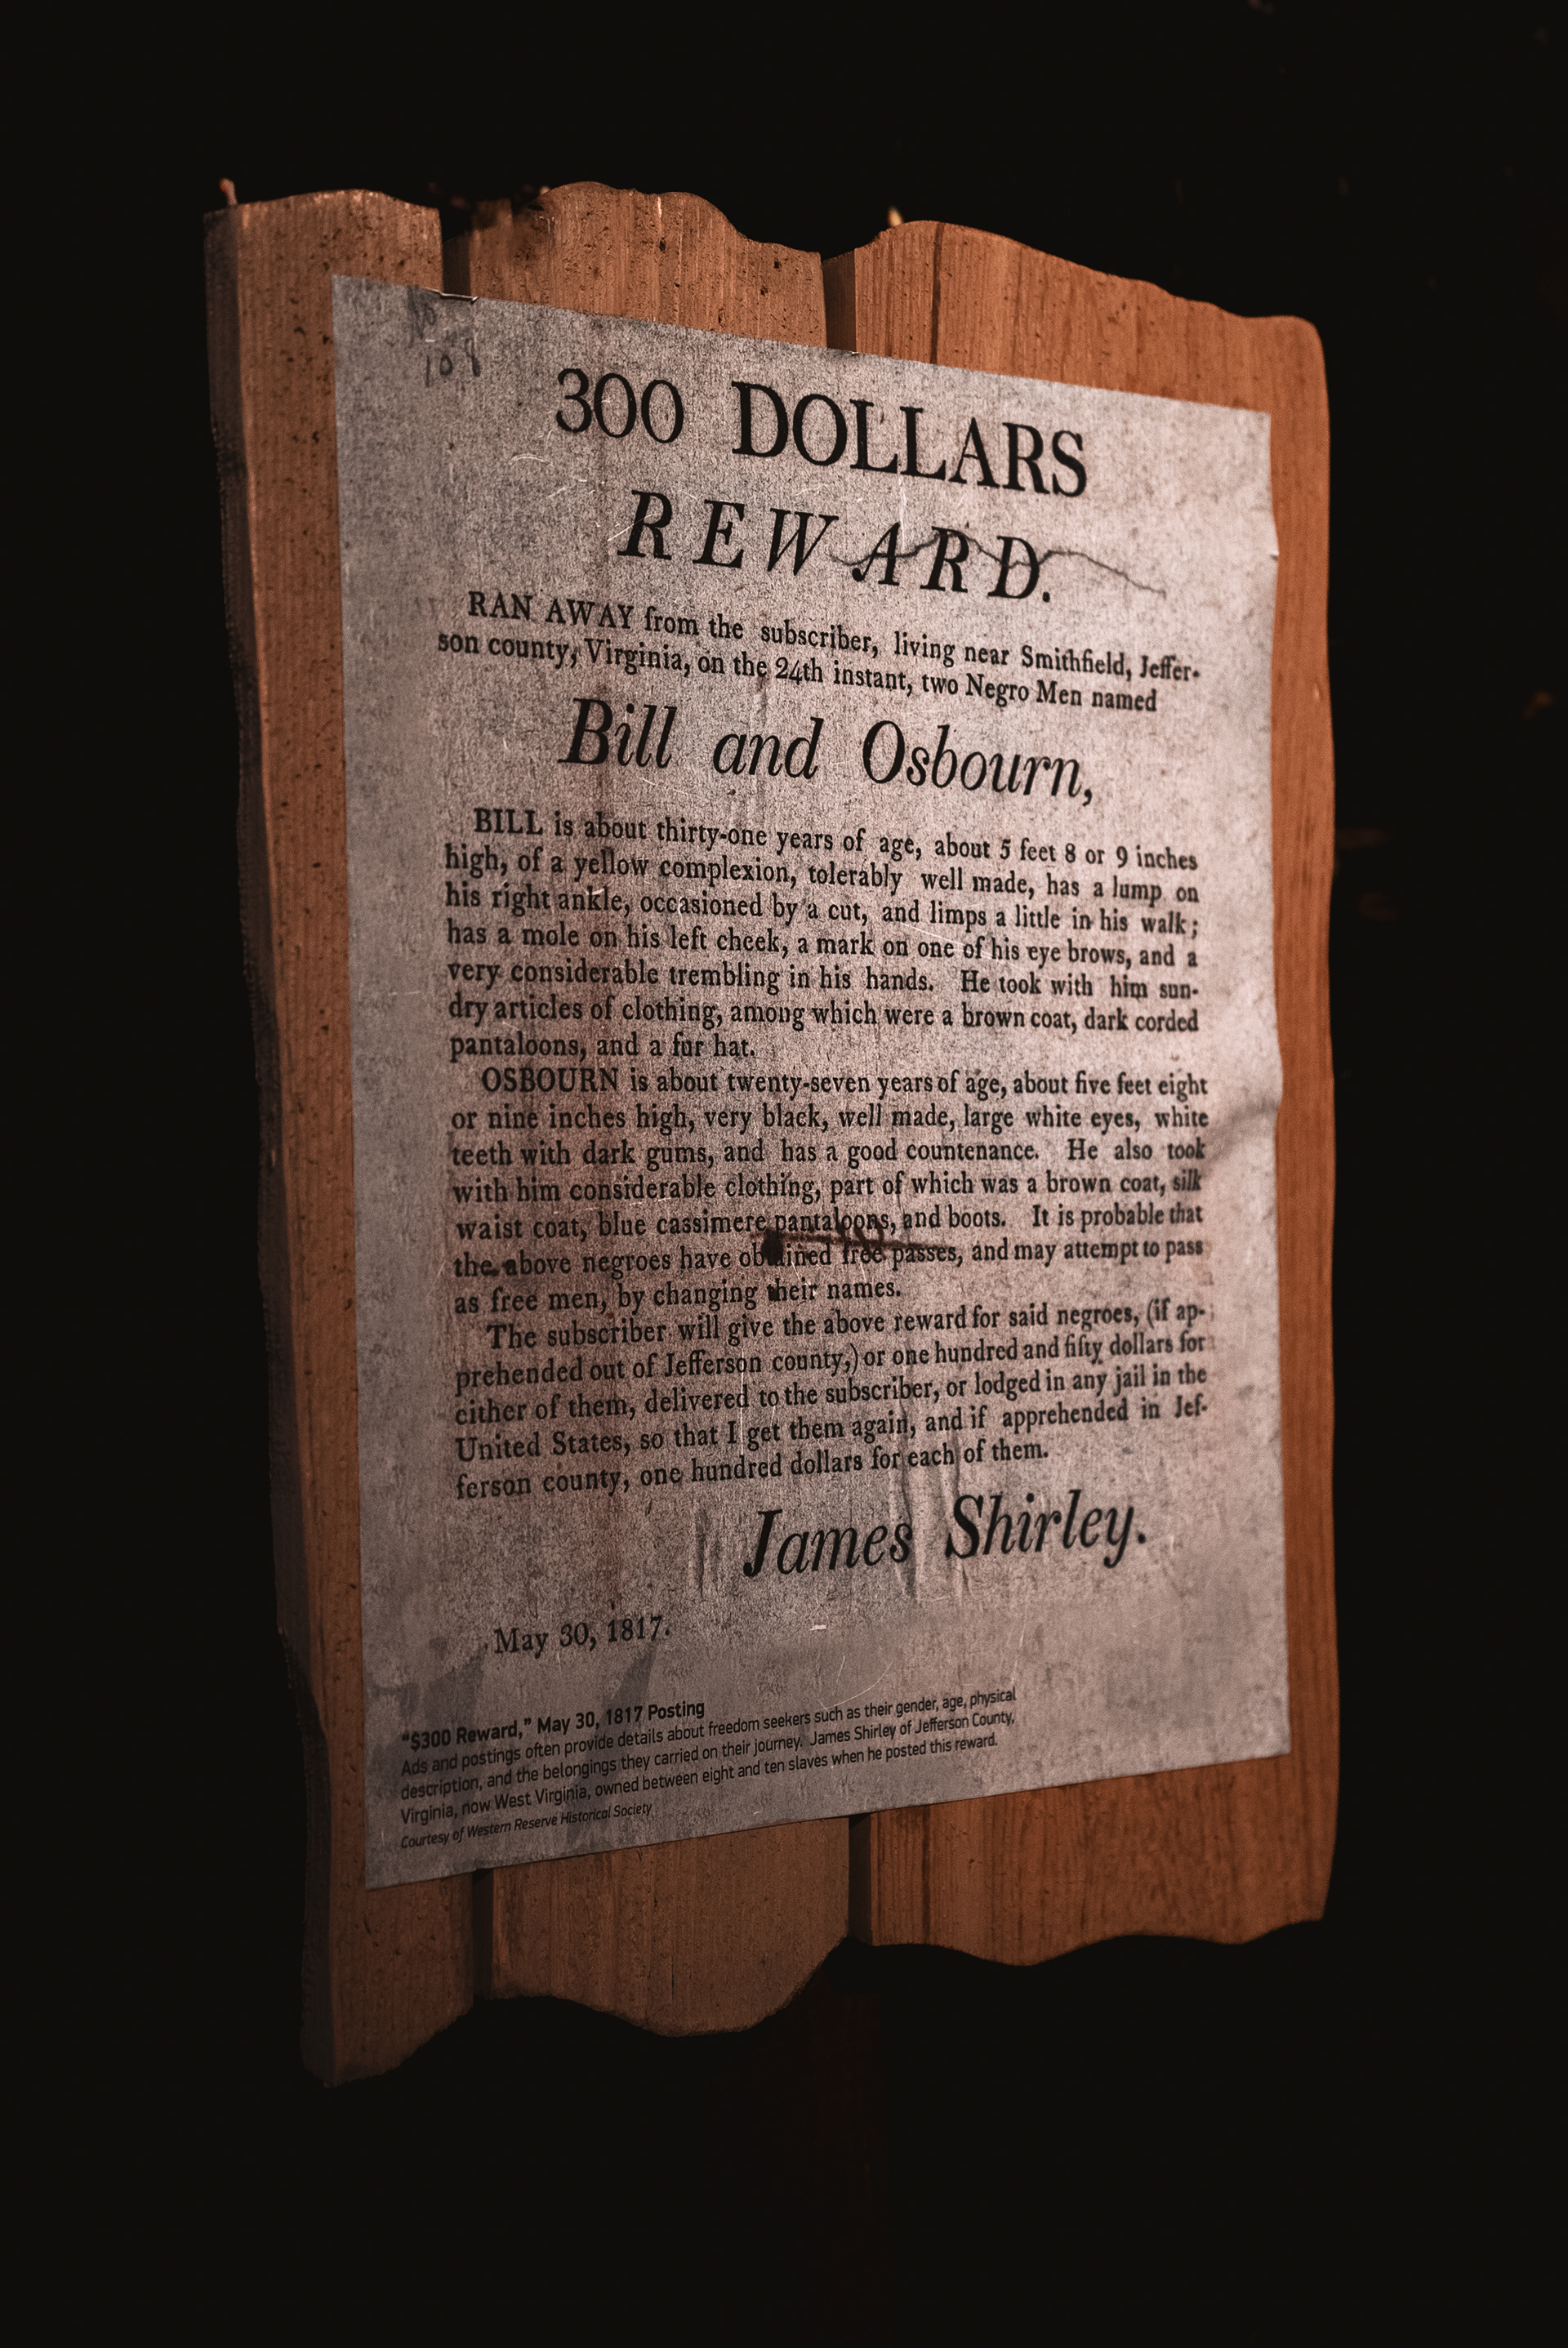 108
300 DOLLARS
REWARD.
RAN AWAY from the subscriber, living near Smithfield, Jeffer-
son county, Virginia, on the 24th instant, two Negro Men named
Bill and Osbourn,
BILL is about thirty-one years of age, about 5 feet 8 or 9 inches
high, of a yellow complexion, tolerably well made, has a lump on
his right ankle, occasioned by a cut, and limps a little in his walk;
has a mole on his left cheek, a mark on one of his eye brows, and a
very considerable trembling in his hands. He took with him sun-
dry articles of clothing, among which were a brown coat, dark corded
pantaloons, and a fur hat.
OSBOURN is about twenty-seven years of age, about five feet eight
or nine inches high, very black, well made, large white eyes, white
teeth with dark gums, and has a good countenance. He also took
with him considerable clothing, part of which was a brown coat, silk
waist coat, blue cassimere pantaloons, and boots. It is probable that
the above negroes have obtained free passes, and may attempt to pass
as free men, by changing their names.
The subscriber will give the above reward for said negroes, (if ap-
prehended out of Jefferson county,) or one hundred and fifty dollars for
either of them, delivered to the subscriber, or lodged in any jail in the
United States, so that I get them again, and if apprehended in Jef-
ferson county, one hundred dollars for each of them.
James Shirley.
May 30, 1817.
“$300 Reward,” May 30, 1817 Posting
Ads and postings often provide details about freedom seekers such as their gender, age, physical
description, and the belongings they carried on their journey. James Shirley of Jefferson County,
Virginia, now West Virginia, owned between eight and ten slaves when he posted this reward.
Courtesy of Western Reserve Historical Society